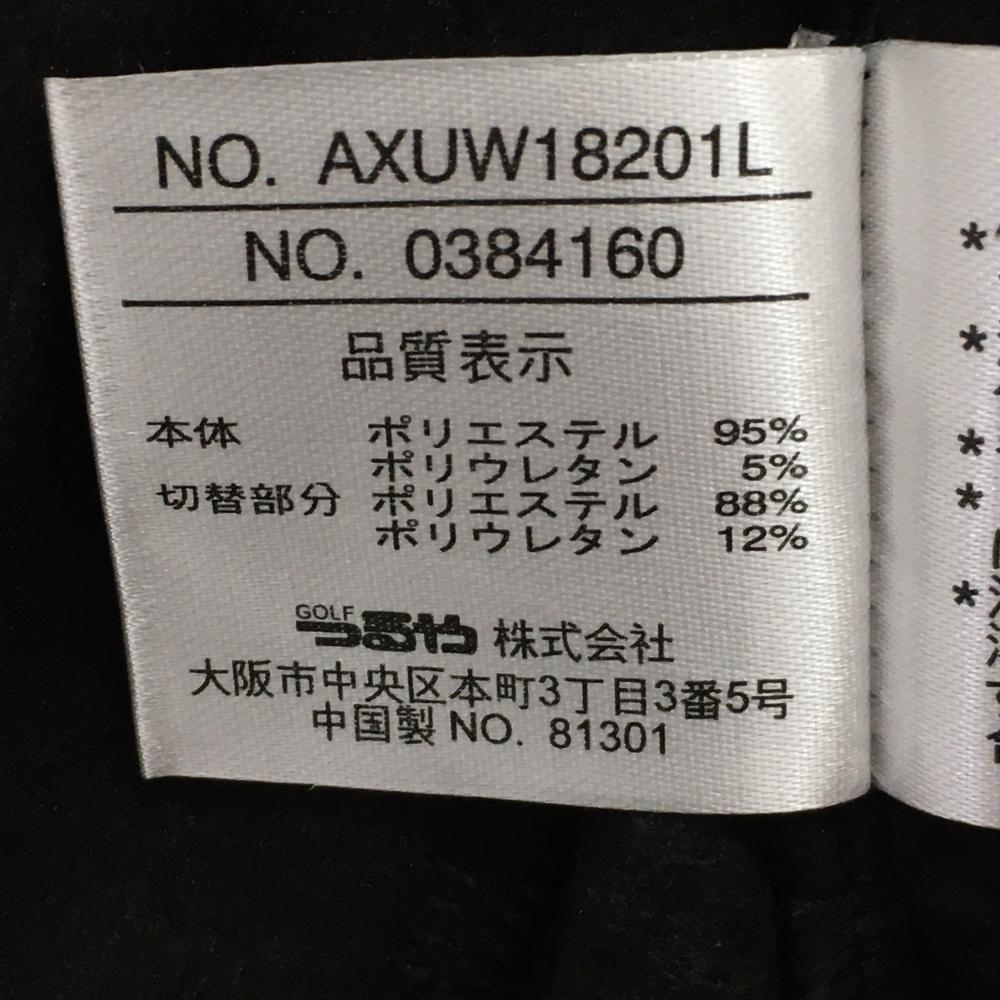 NO. AXUW18201L
NO. 0384160
品質表示
本体 ポリエステル 95%
ポリウレタン 5%
切替部分 ポリエステル 88%
ポリウレタン 12%
GOLF つるや 株式会社
大阪市中央区本町3丁目3番5号
中国製 NO. 81301